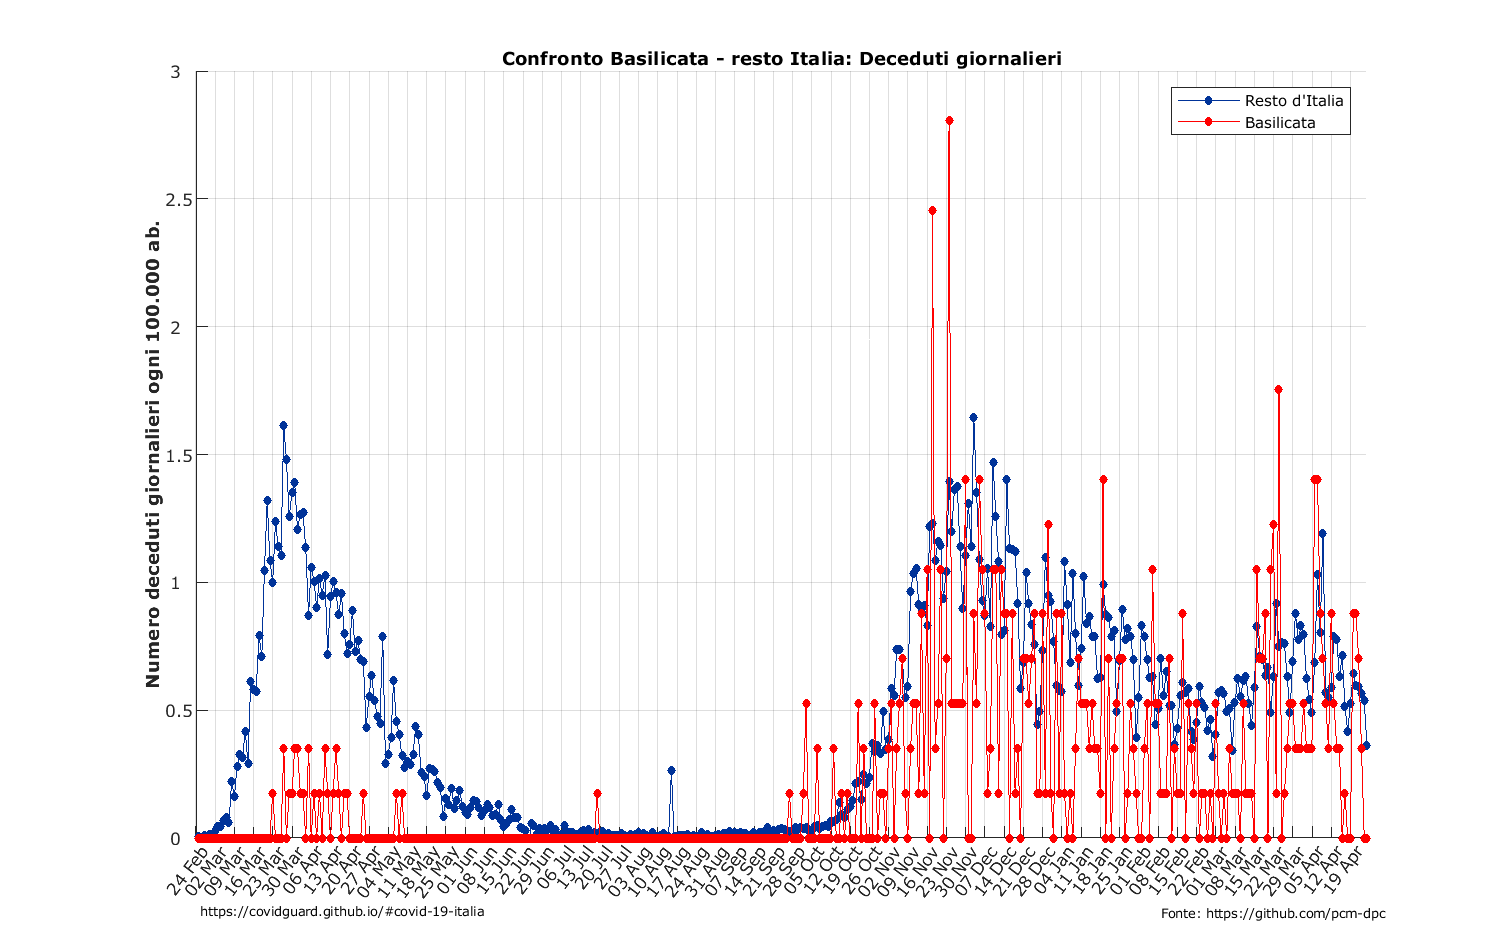 Confronto Basilicata - resto Italia: Deceduti giornalieri
Resto d'Italia
Basilicata
Numero deceduti giornalieri ogni 100.000 ab.
3
2.5
2
1.5
1
0.5
0
24 Feb
02 Mar
09 Mar
16 Mar
23 Mar
30 Mar
06 Apr
13 Apr
20 Apr
27 Apr
04 May
11 May
18 May
25 May
01 Jun
08 Jun
15 Jun
22 Jun
29 Jun
06 Jul
13 Jul
20 Jul
27 Jul
03 Aug
10 Aug
17 Aug
24 Aug
31 Aug
07 Sep
14 Sep
21 Sep
28 Sep
05 Oct
12 Oct
19 Oct
26 Oct
02 Nov
09 Nov
16 Nov
23 Nov
30 Nov
07 Dec
14 Dec
21 Dec
28 Dec
04 Jan
11 Jan
18 Jan
25 Jan
01 Feb
08 Feb
15 Feb
22 Feb
01 Mar
08 Mar
15 Mar
22 Mar
29 Mar
05 Apr
12 Apr
19 Apr
https://covidguard.github.io/#covid-19-italia
Fonte: https://github.com/pcm-dpc